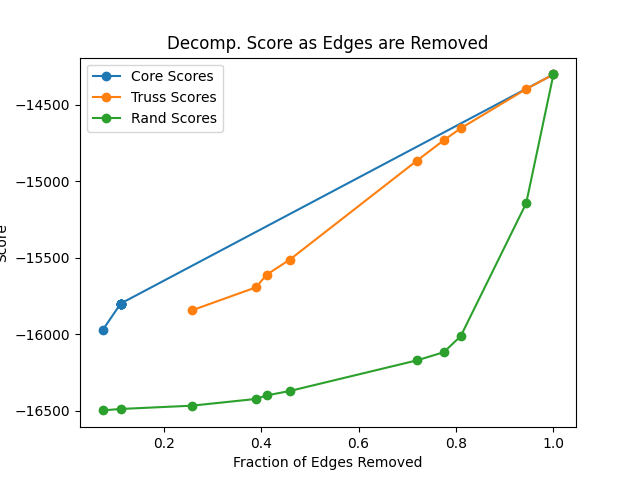 Decomp. Score as Edges are Removed
Core Scores
Truss Scores
Rand Scores
−14500
−15000
−15500
−16000
−16500
Score
0.2
0.4
0.6
0.8
1.0
Fraction of Edges Removed